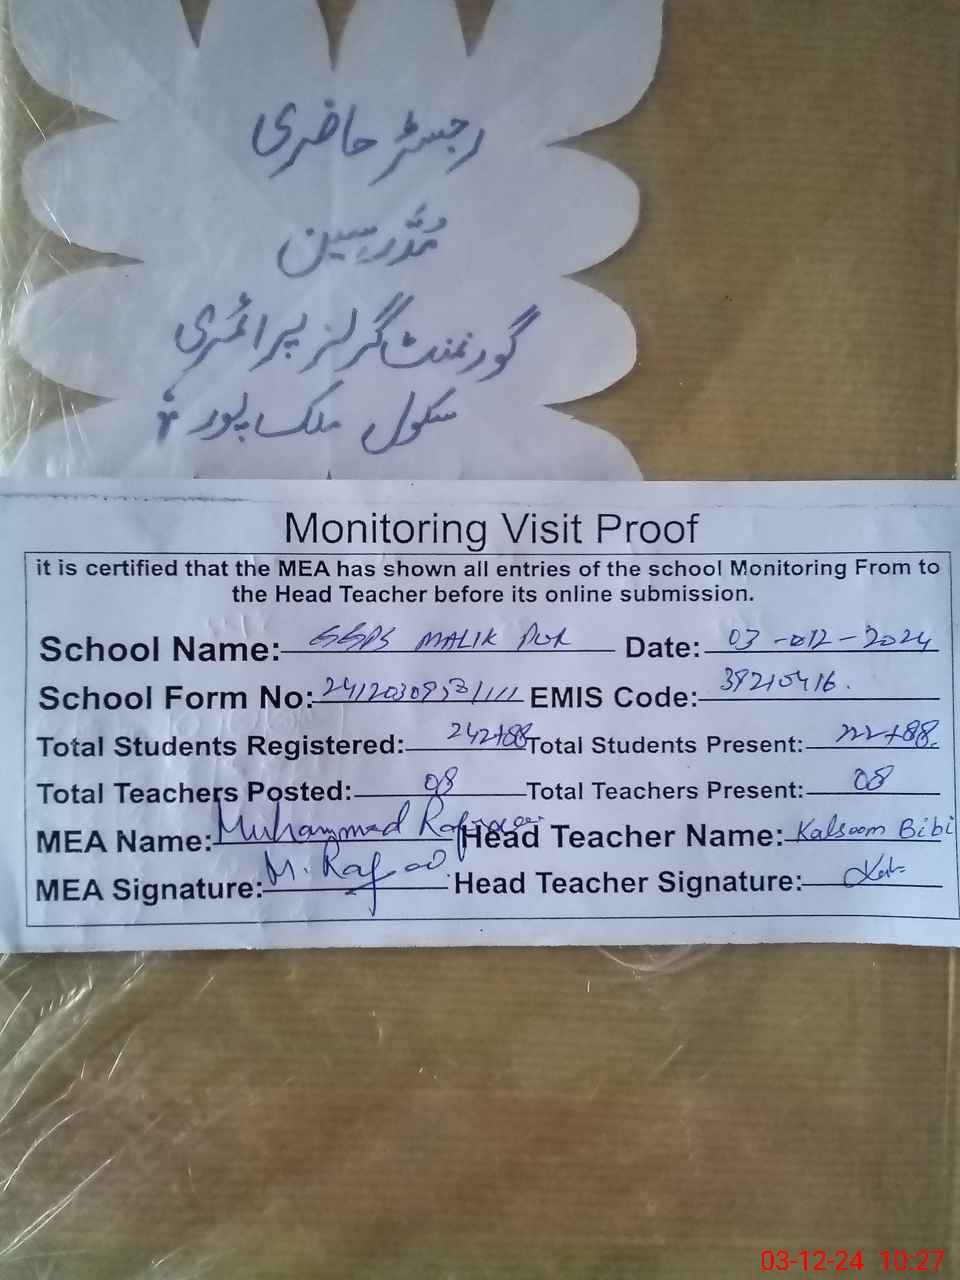 رجسٹر حاضری
مُدَرِسِین
گورنمنٹ گرلز پرائمری
سکول ملک پور
Monitoring Visit Proof
it is certified that the MEA has shown all entries of the school Monitoring From to
the Head Teacher before its online submission.
School Name: GGPS MALIK PUR Date: 03-012-2024
School Form No: EMIS Code: 39210416.
Total Students Registered: 242+88 Total Students Present: 222+88
Total Teachers Posted: 08 Total Teachers Present: 08
MEA Name: Muhammad Head Teacher Name: Kalsoom Bibi
MEA Signature: M. Head Teacher Signature:
03-12-24 10:27